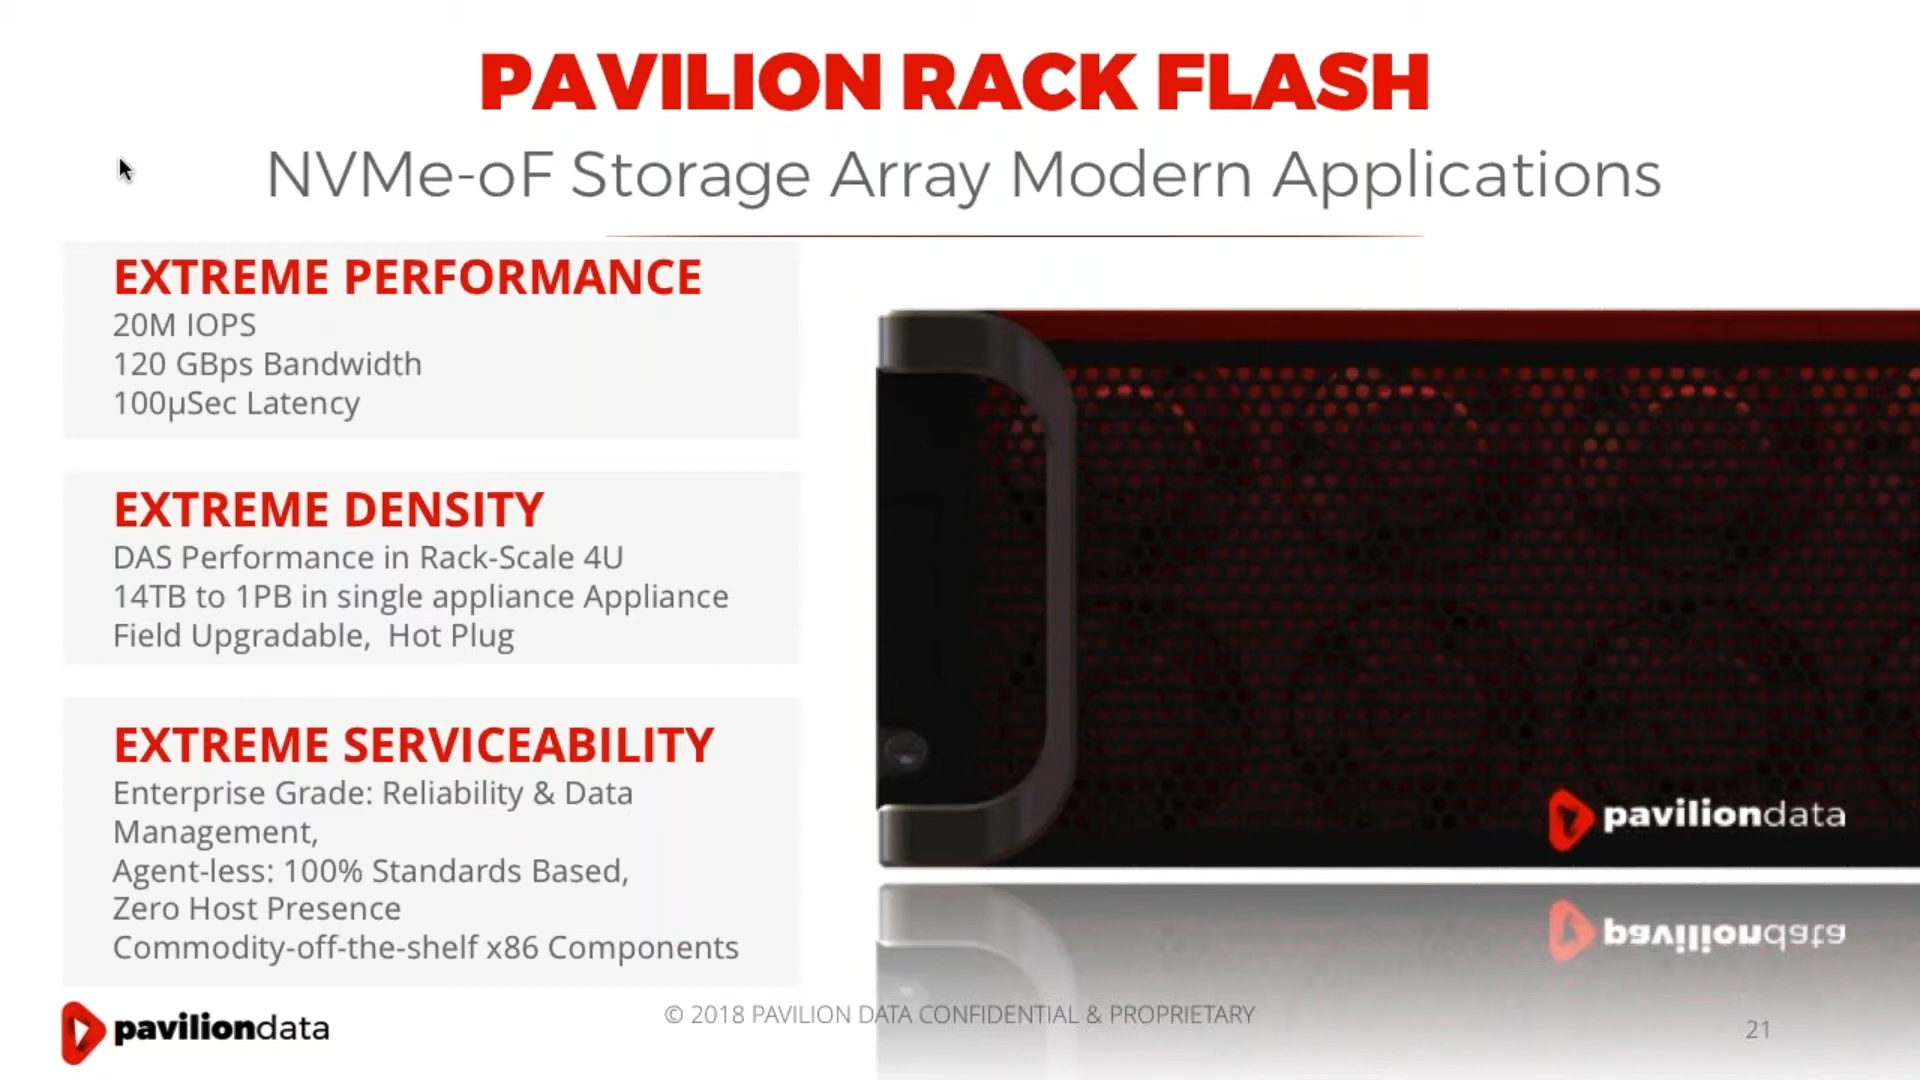 PAVILION RACK FLASH
NVMe-oF Storage Array Modern Applications
EXTREME PERFORMANCE
20M IOPS
120 GBps Bandwidth
100µSec Latency
EXTREME DENSITY
DAS Performance in Rack-Scale 4U
14TB to 1PB in single appliance Appliance
Field Upgradable,  Hot Plug
EXTREME SERVICEABILITY
Enterprise Grade: Reliability & Data
Management,
Agent-less: 100% Standards Based,
Zero Host Presence
Commodity-off-the-shelf x86 Components
paviliondata
paviliondata
paviliondata
© 2018 PAVILION DATA CONFIDENTIAL & PROPRIETARY
21